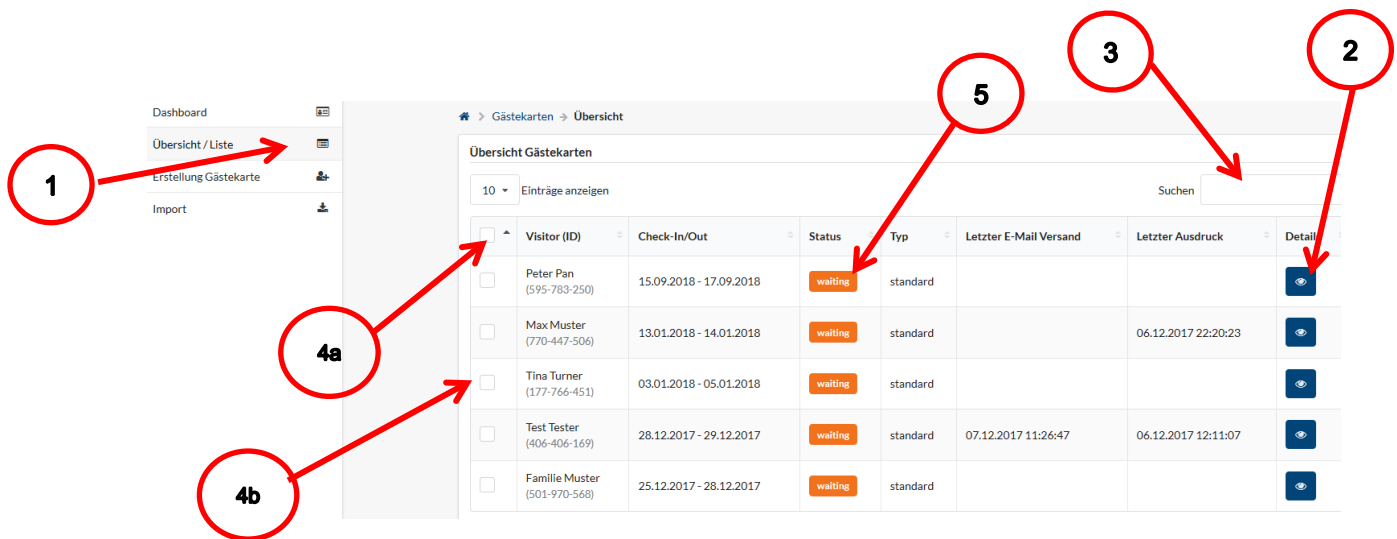 3
2
5
Dashboard
Gästekarten Übersicht
Übersicht / Liste
Übersicht Gästekarten
1
Erstellung Gästekarte
10 Einträge anzeigen
Suchen
Import
Visitor (ID) Check-In/Out Status Typ Letzter E-Mail Versand Letzter Ausdruck Detail
Peter Pan
(595-783-250)
15.09.2018 - 17.09.2018 waiting standard
4a
Max Muster
(770-447-506)
13.01.2018 - 14.01.2018 waiting standard 06.12.2017 22:20:23
Tina Turner
(177-766-451)
03.01.2018 - 05.01.2018 waiting standard
Test Tester
(406-406-169)
28.12.2017 - 29.12.2017 waiting standard 07.12.2017 11:26:47 06.12.2017 12:11:07
4b
Familie Muster
(501-970-568)
25.12.2017 - 28.12.2017 waiting standard